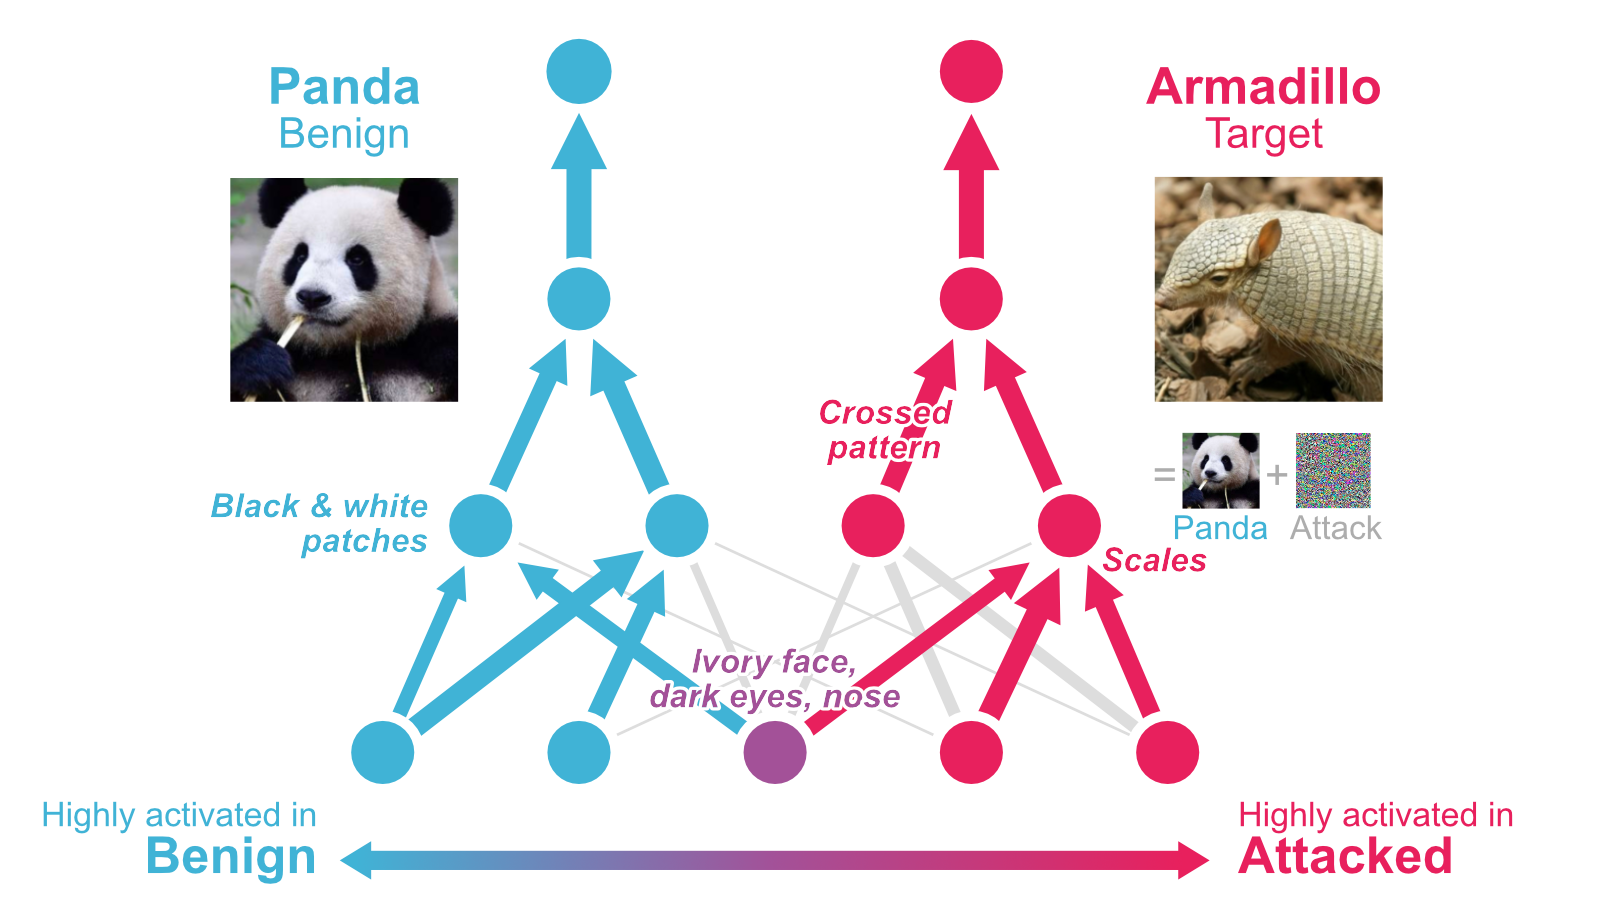 Panda
Benign
Armadillo
Target
Crossed
pattern
= +
Panda Attack
Black & white
patches
Scales
Ivory face,
dark eyes, nose
Highly activated in
Benign
Highly activated in
Attacked